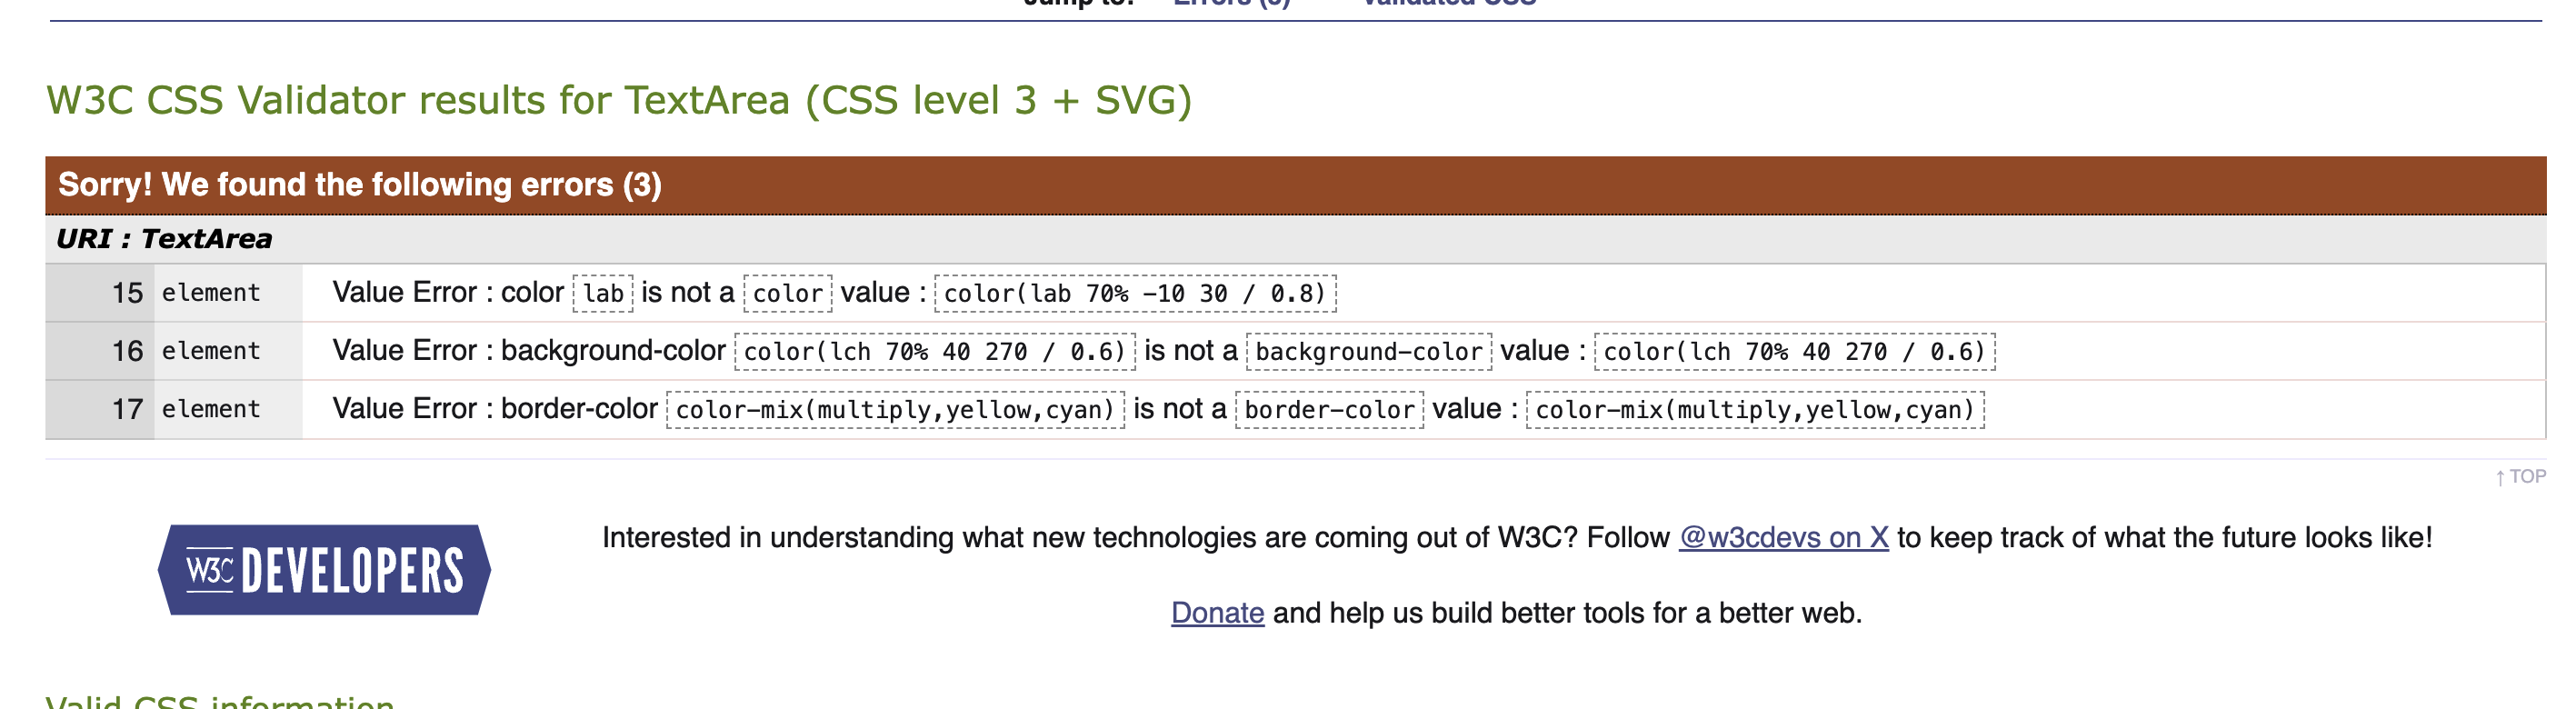 Jump to: Errors (3) Validated CSS
W3C CSS Validator results for TextArea (CSS level 3 + SVG)
Sorry! We found the following errors (3)
URI : TextArea
15 element Value Error : color lab is not a color value : color(lab 70% -10 30 / 0.8)
16 element Value Error : background-color color(lch 70% 40 270 / 0.6) is not a background-color value : color(lch 70% 40 270 / 0.6)
17 element Value Error : border-color color-mix(multiply,yellow,cyan) is not a border-color value : color-mix(multiply,yellow,cyan)
↑ TOP
W3C DEVELOPERS
Interested in understanding what new technologies are coming out of W3C? Follow @w3cdevs on X to keep track of what the future looks like!
Donate and help us build better tools for a better web.
Valid CSS information